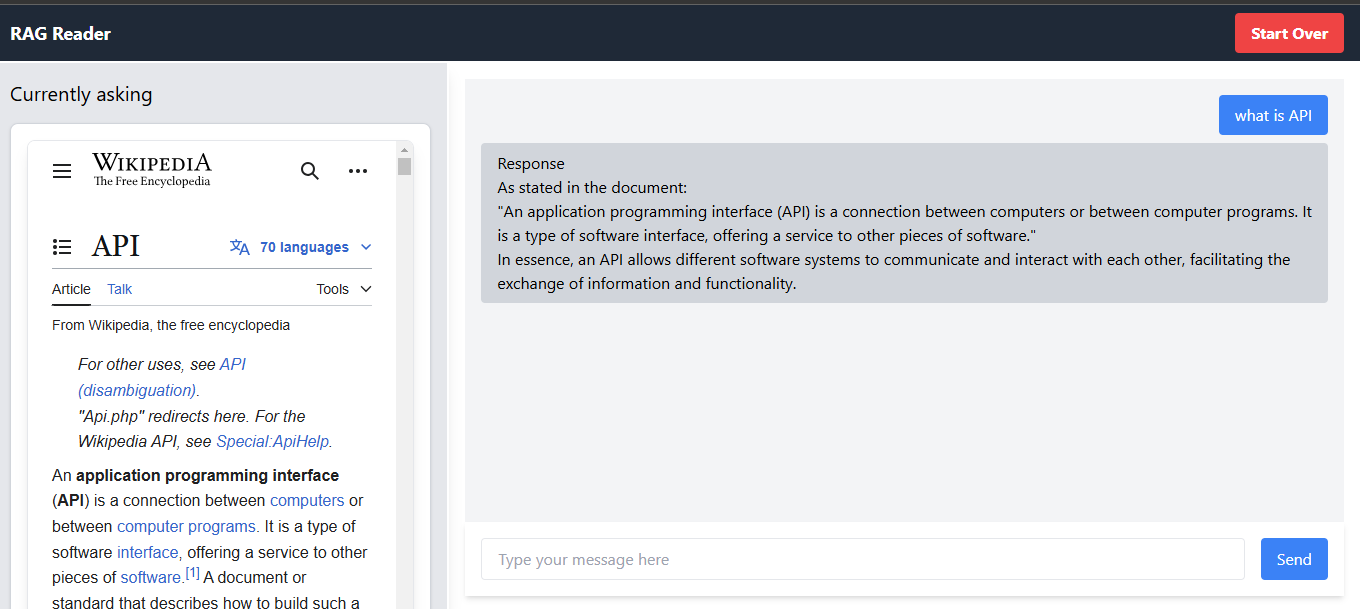 RAG Reader
Start Over
Currently asking
WIKIPEDIA
The Free Encyclopedia
API
70 languages
Article Talk Tools
From Wikipedia, the free encyclopedia
For other uses, see API
(disambiguation).
"Api.php" redirects here. For the
Wikipedia API, see Special:ApiHelp.
An application programming interface
(API) is a connection between computers or
between computer programs. It is a type of
software interface, offering a service to other
pieces of software.[1] A document or
standard that describes how to build such a
what is API
Response
As stated in the document:
"An application programming interface (API) is a connection between computers or between computer programs. It
is a type of software interface, offering a service to other pieces of software."
In essence, an API allows different software systems to communicate and interact with each other, facilitating the
exchange of information and functionality.
Type your message here
Send